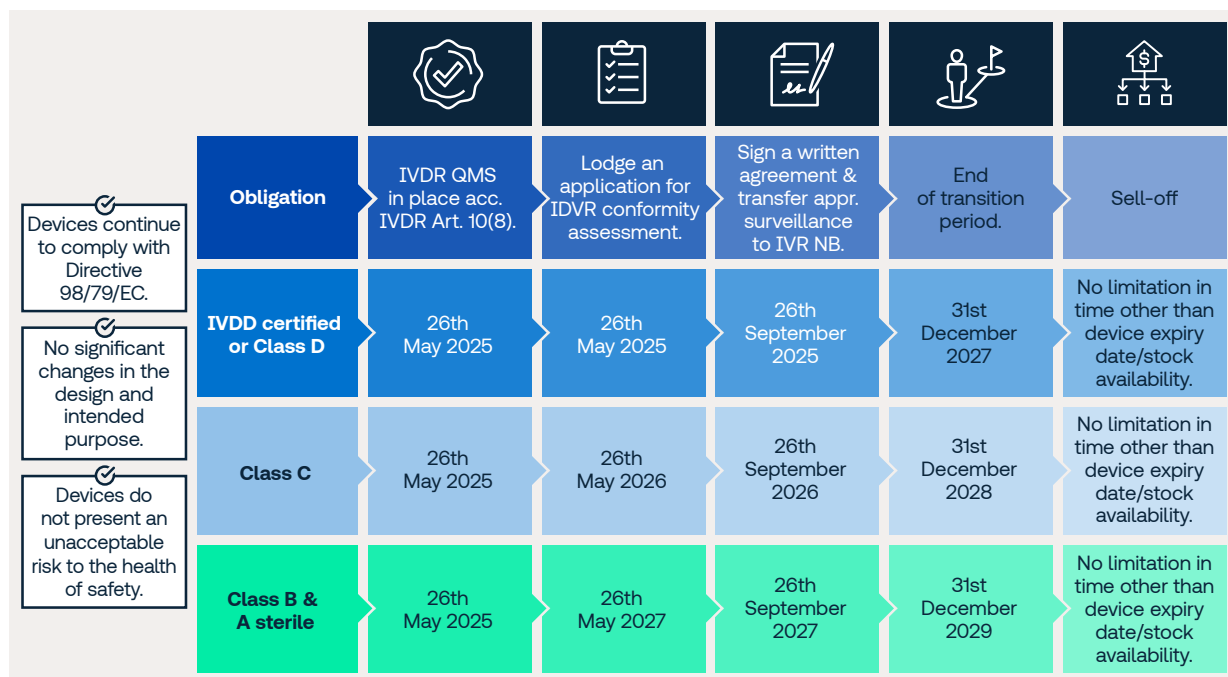 Devices continue
to comply with
Directive
98/79/EC.
No significant
changes in the
design and
intended
purpose.
Devices do
not present an
unacceptable
risk to the health
of safety.
$
Obligation
IVDR QMS
in place acc.
IVDR Art. 10(8).
Lodge an
application for
IDVR conformity
assessment.
Sign a written
agreement &
transfer appr.
surveillance
to IVR NB.
End
of transition
period.
Sell-off
IVDD certified
or Class D
26th
May 2025
26th
May 2025
26th
September
2025
31st
December
2027
No limitation in
time other than
device expiry
date/stock
availability.
Class C
26th
May 2025
26th
May 2026
26th
September
2026
31st
December
2028
No limitation in
time other than
device expiry
date/stock
availability.
Class B &
A sterile
26th
May 2025
26th
May 2027
26th
September
2027
31st
December
2029
No limitation in
time other than
device expiry
date/stock
availability.